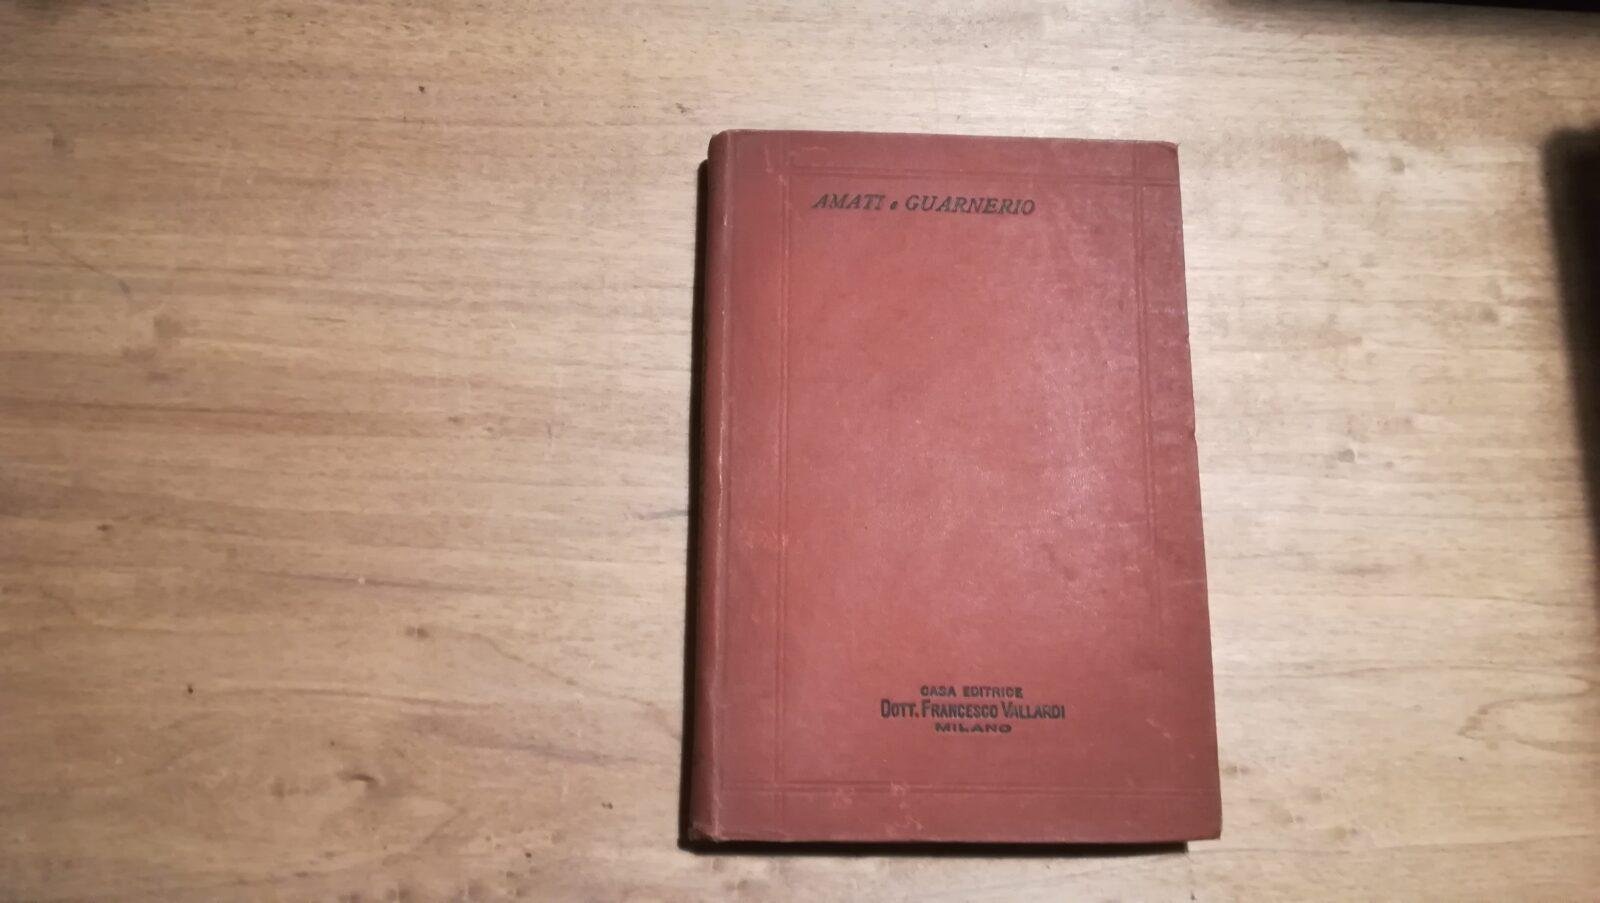 AMATI e GUARNERIO
CASA EDITRICE
DOTT. FRANCESCO VALLARDI
MILANO